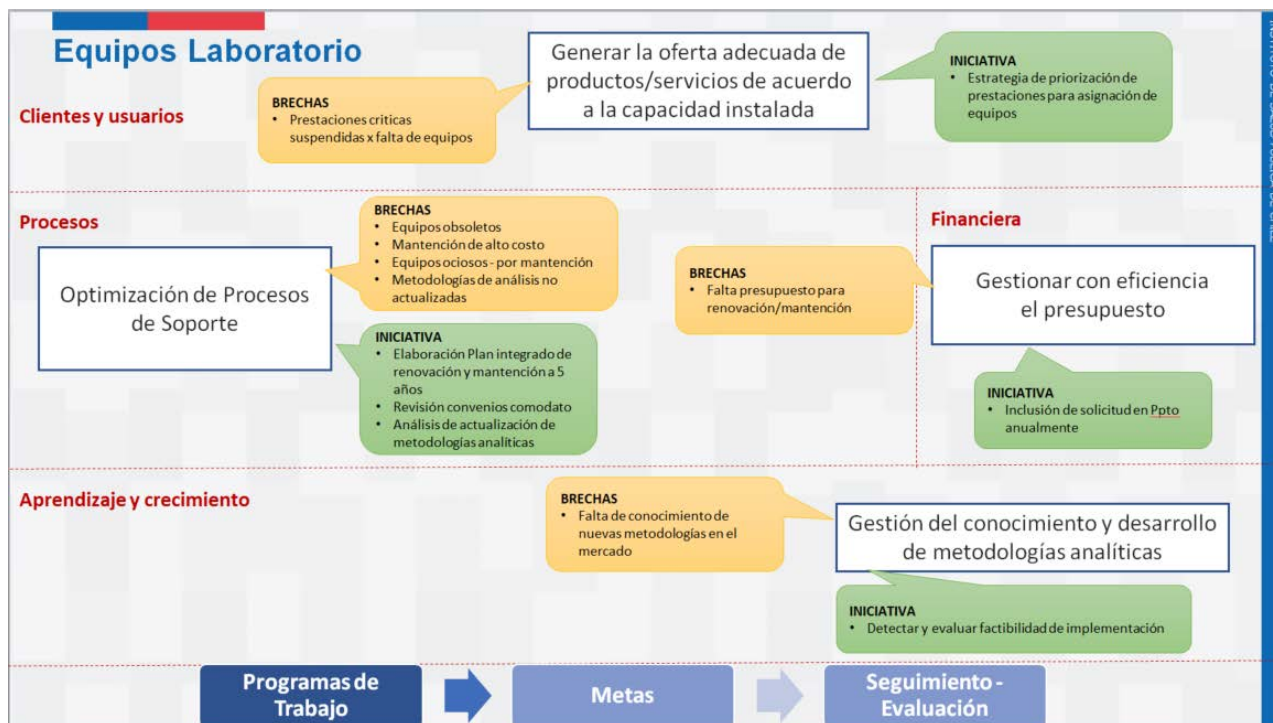 Equipos Laboratorio
Generar la oferta adecuada de
productos/servicios de acuerdo
a la capacidad instalada
INICIATIVA
• Estrategia de priorización de
prestaciones para asignación de
equipos
BRECHAS
• Prestaciones criticas
suspendidas x falta de equipos
Clientes y usuarios
Procesos
BRECHAS
• Equipos obsoletos
• Mantención de alto costo
• Equipos ociosos - por mantención
• Metodologías de análisis no
actualizadas
Optimización de Procesos
de Soporte
INICIATIVA
• Elaboración Plan integrado de
renovación y mantención a 5
años
• Revisión convenios comodato
• Análisis de actualización de
metodologías analíticas
Financiera
BRECHAS
• Falta presupuesto para
renovación/mantención
Gestionar con eficiencia
el presupuesto
INICIATIVA
• Inclusión de solicitud en Ppto
anualmente
Aprendizaje y crecimiento
BRECHAS
• Falta de conocimiento de
nuevas metodologías en el
mercado
Gestión del conocimiento y desarrollo
de metodologías analíticas
INICIATIVA
• Detectar y evaluar factibilidad de implementación
Programas de
Trabajo
Metas
Seguimiento -
Evaluación